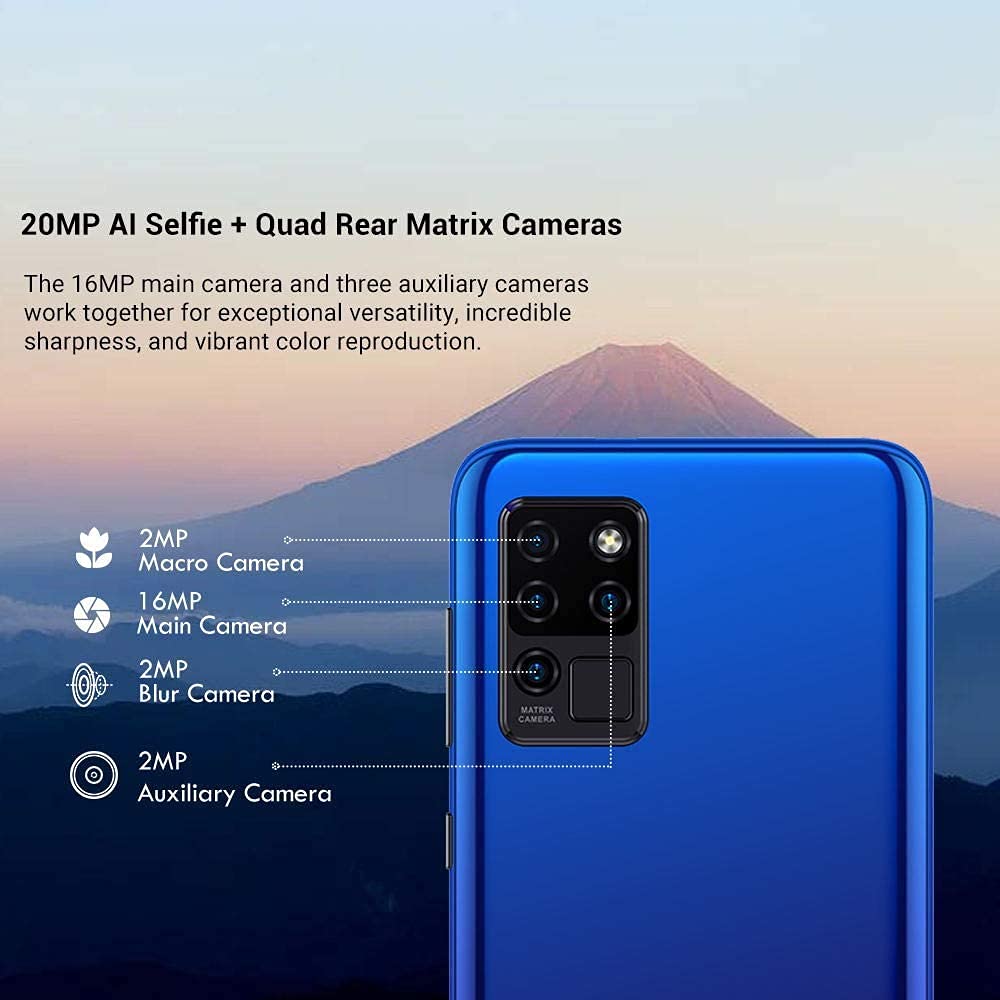 20MP AI Selfie + Quad Rear Matrix Cameras
The 16MP main camera and three auxiliary cameras
work together for exceptional versatility, incredible
sharpness, and vibrant color reproduction.
2MP
Macro Camera
16MP
Main Camera
2MP
Blur Camera
2MP
Auxiliary Camera
MATRIX
CAMERA